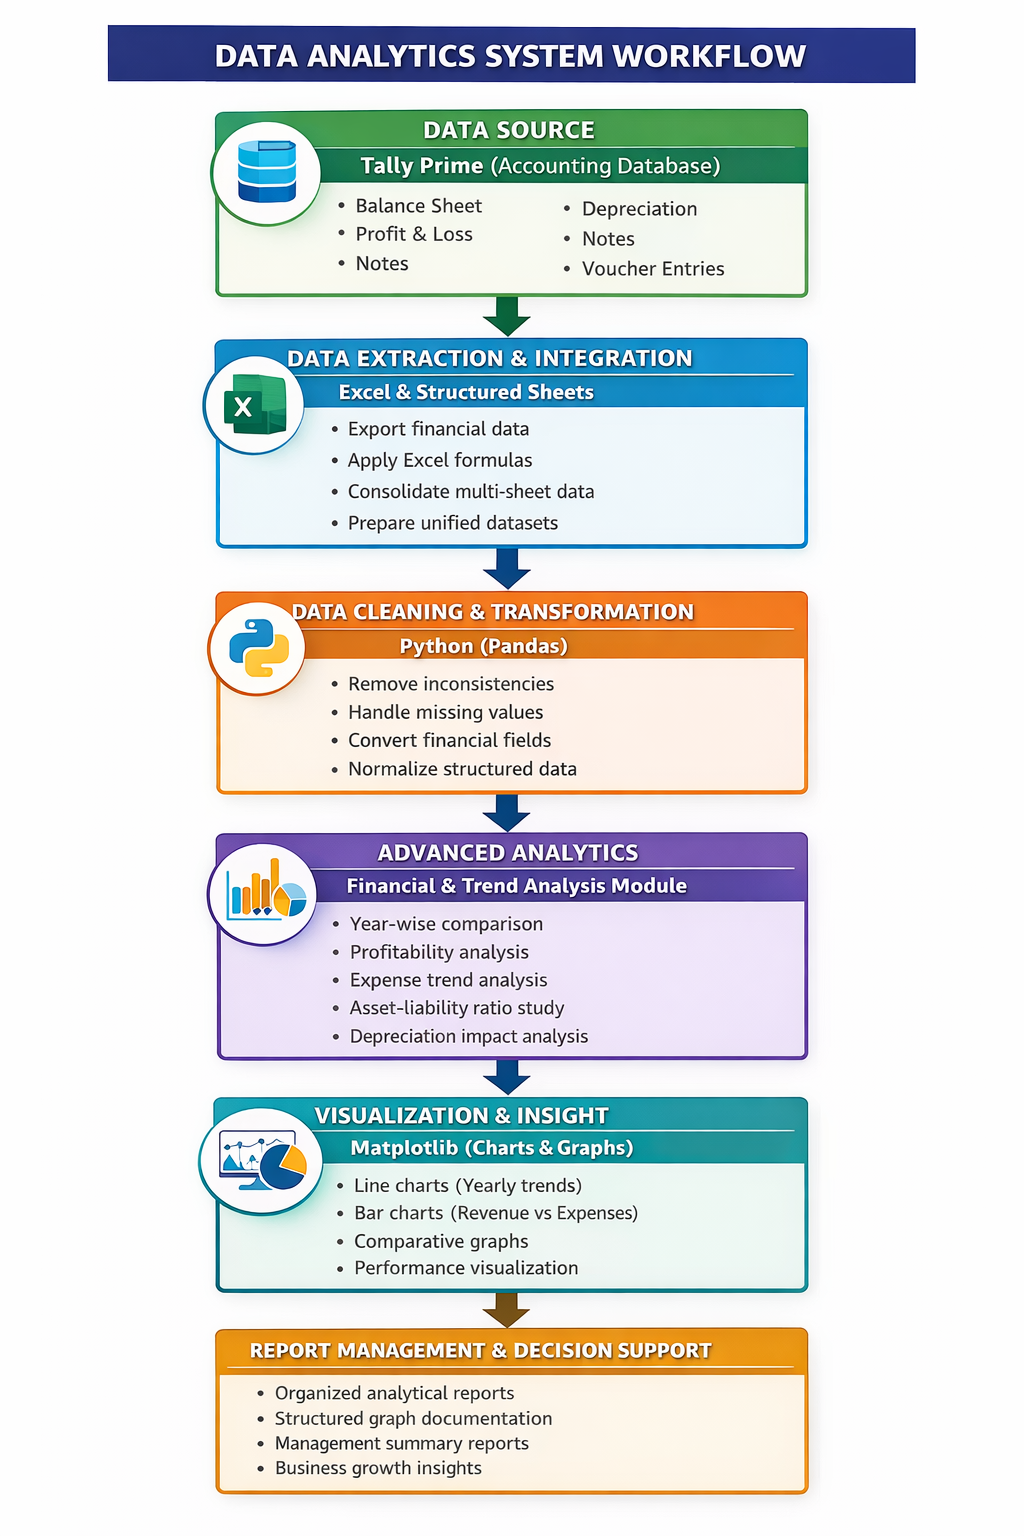 DATA ANALYTICS SYSTEM WORKFLOW
DATA SOURCE
Tally Prime (Accounting Database)
• Balance Sheet
• Profit & Loss
• Notes
• Depreciation
• Notes
• Voucher Entries
DATA EXTRACTION & INTEGRATION
Excel & Structured Sheets
X
• Export financial data
• Apply Excel formulas
• Consolidate multi-sheet data
• Prepare unified datasets
DATA CLEANING & TRANSFORMATION
Python (Pandas)
• Remove inconsistencies
• Handle missing values
• Convert financial fields
• Normalize structured data
ADVANCED ANALYTICS
Financial & Trend Analysis Module
• Year-wise comparison
• Profitability analysis
• Expense trend analysis
• Asset-liability ratio study
• Depreciation impact analysis
VISUALIZATION & INSIGHT
Matplotlib (Charts & Graphs)
• Line charts (Yearly trends)
• Bar charts (Revenue vs Expenses)
• Comparative graphs
• Performance visualization
REPORT MANAGEMENT & DECISION SUPPORT
• Organized analytical reports
• Structured graph documentation
• Management summary reports
• Business growth insights